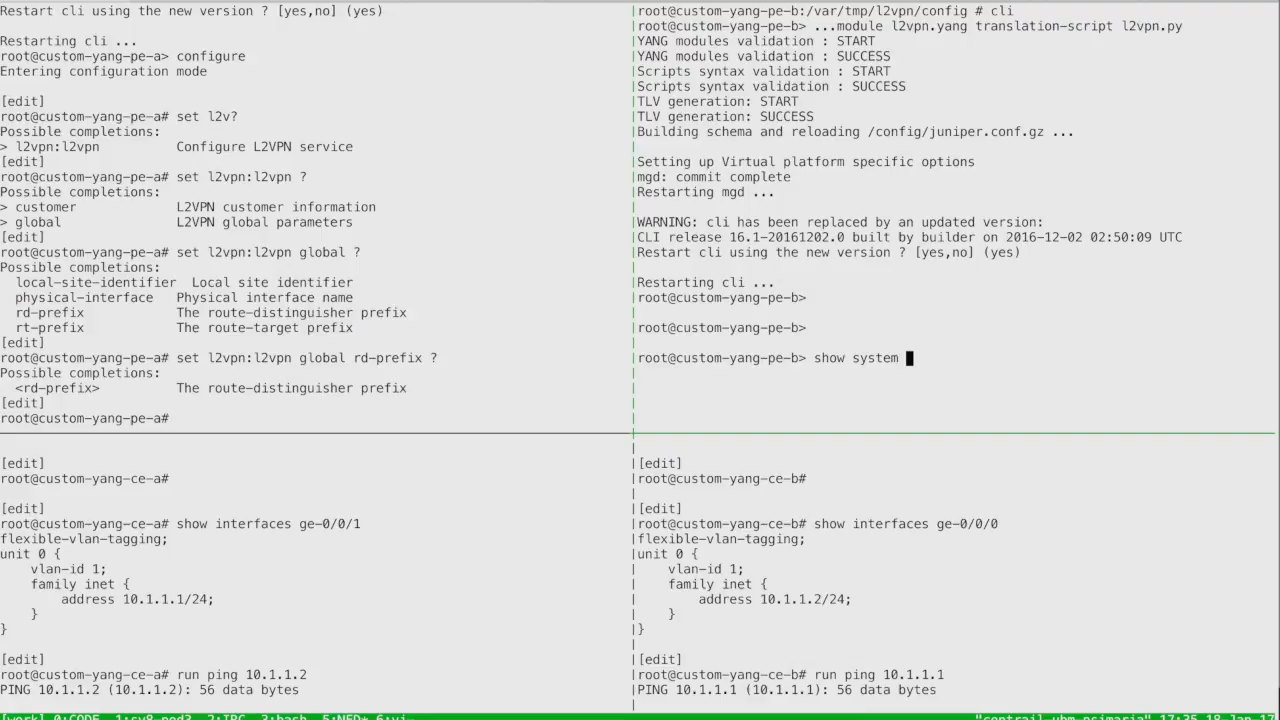 Restart cli using the new version ? [yes,no] (yes)

Restarting cli ...
root@custom-yang-pe-a> configure
Entering configuration mode

[edit]
root@custom-yang-pe-a# set l2v?
Possible completions:
> l2vpn:l2vpn          Configure L2VPN service
[edit]
root@custom-yang-pe-a# set l2vpn:l2vpn ?
Possible completions:
> customer             L2VPN customer information
> global               L2VPN global parameters
[edit]
root@custom-yang-pe-a# set l2vpn:l2vpn global ?
Possible completions:
  local-site-identifier  Local site identifier
  physical-interface   Physical interface name
  rd-prefix            The route-distinguisher prefix
  rt-prefix            The route-target prefix
[edit]
root@custom-yang-pe-a# set l2vpn:l2vpn global rd-prefix ?
Possible completions:
  <rd-prefix>          The route-distinguisher prefix
[edit]
root@custom-yang-pe-a#
root@custom-yang-pe-b:/var/tmp/l2vpn/config # cli
root@custom-yang-pe-b> ...module l2vpn.yang translation-script l2vpn.py
YANG modules validation : START
YANG modules validation : SUCCESS
Scripts syntax validation : START
Scripts syntax validation : SUCCESS
TLV generation: START
TLV generation: SUCCESS
Building schema and reloading /config/juniper.conf.gz ...

Setting up Virtual platform specific options
mgd: commit complete
Restarting mgd ...

WARNING: cli has been replaced by an updated version:
CLI release 16.1-20161202.0 built by builder on 2016-12-02 02:50:09 UTC
Restart cli using the new version ? [yes,no] (yes)

Restarting cli ...
root@custom-yang-pe-b>

root@custom-yang-pe-b>

root@custom-yang-pe-b> show system
[edit]
root@custom-yang-ce-a#

[edit]
root@custom-yang-ce-a# show interfaces ge-0/0/1
flexible-vlan-tagging;
unit 0 {
    vlan-id 1;
    family inet {
        address 10.1.1.1/24;
    }
}

[edit]
root@custom-yang-ce-a# run ping 10.1.1.2
PING 10.1.1.2 (10.1.1.2): 56 data bytes
[edit]
root@custom-yang-ce-b#

[edit]
root@custom-yang-ce-b# show interfaces ge-0/0/0
flexible-vlan-tagging;
unit 0 {
    vlan-id 1;
    family inet {
        address 10.1.1.2/24;
    }
}

[edit]
root@custom-yang-ce-b# run ping 10.1.1.1
PING 10.1.1.1 (10.1.1.1): 56 data bytes